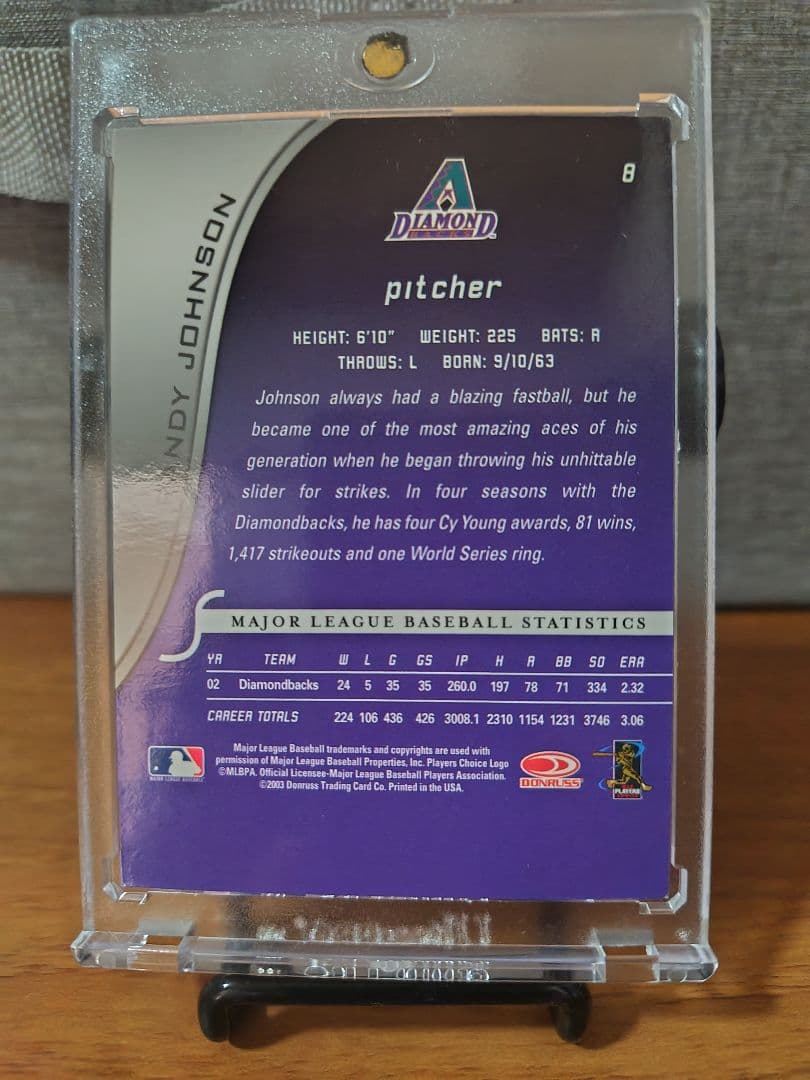 8
DIAMOND
BACKS
JOHNSON
pitcher
HEIGHT: 6'10" WEIGHT: 225 BATS: R
THROWS: L BORN: 9/10/63
Johnson always had a blazing fastball, but he
became one of the most amazing aces of his
generation when he began throwing his unhittable
slider for strikes. In four seasons with the
Diamondbacks, he has four Cy Young awards, 81 wins,
1,417 strikeouts and one World Series ring.
MAJOR LEAGUE BASEBALL STATISTICS
YR TEAM W L G GS IP H R BB SO ERA
02 Diamondbacks 24 5 35 35 260.0 197 78 71 334 2.32
CAREER TOTALS 224 106 436 426 3008.1 2310 1154 1231 3746 3.06
Major League Baseball trademarks and copyrights are used with
permission of Major League Baseball Properties, Inc. Players Choice Logo
©MLBPA. Official Licensee-Major League Baseball Players Association.
©2003 Donruss Trading Card Co. Printed in the USA.
MAJOR LEAGUE BASEBALL
DONRUSS
PLAYERS